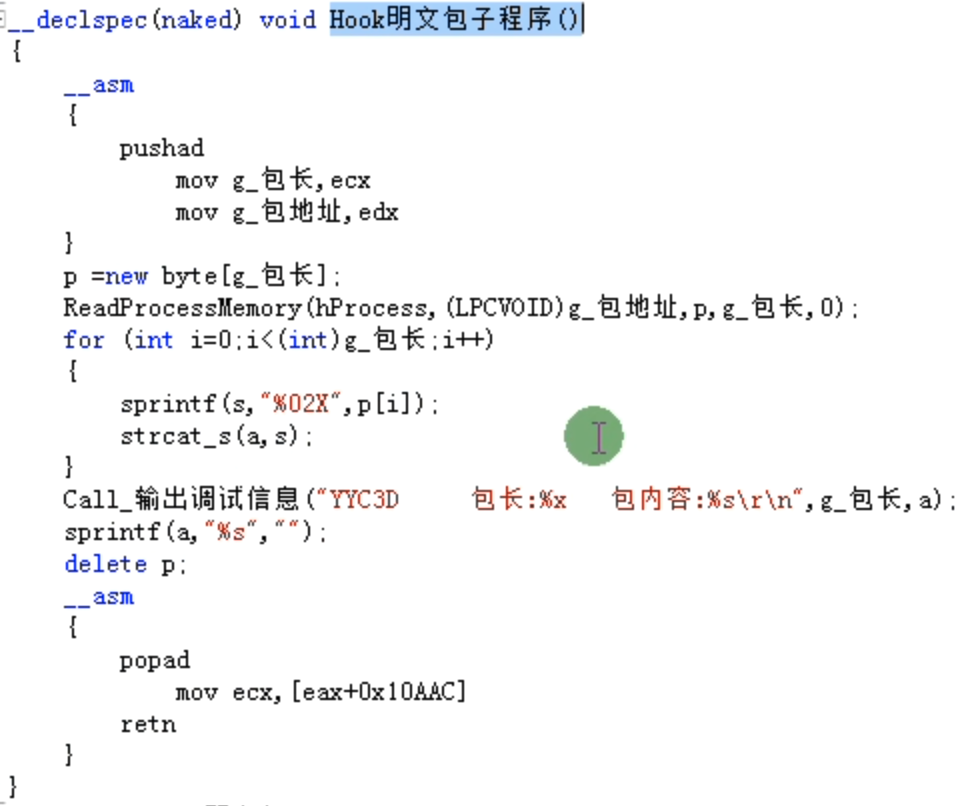 __declspec(naked) void Hook明文包子程序()
{
__asm
{
pushad
mov g_包长,ecx
mov g_包地址,edx
}
p =new byte[g_包长];
ReadProcessMemory(hProcess,(LPCVOID)g_包地址,p,g_包长,0);
for (int i=0;i<(int)g_包长;i++)
{
sprintf(s,"%02X",p[i]);
strcat_s(a,s);
}
Call_输出调试信息("YYC3D 包长:%x 包内容:%s\r\n",g_包长,a);
sprintf(a,"%s","");
delete p;
__asm
{
popad
mov ecx,[eax+0x10AAC]
retn
}
}